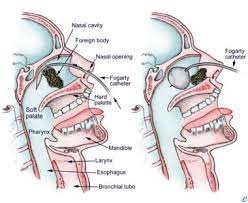 Nasal cavity
Foreign body
Nasal opening
Fogarty
catheter
Hard
palate
Soft
palate
Pharynx
Mandible
Larynx
Esophagus
Bronchial tube
Fogarty
catheter